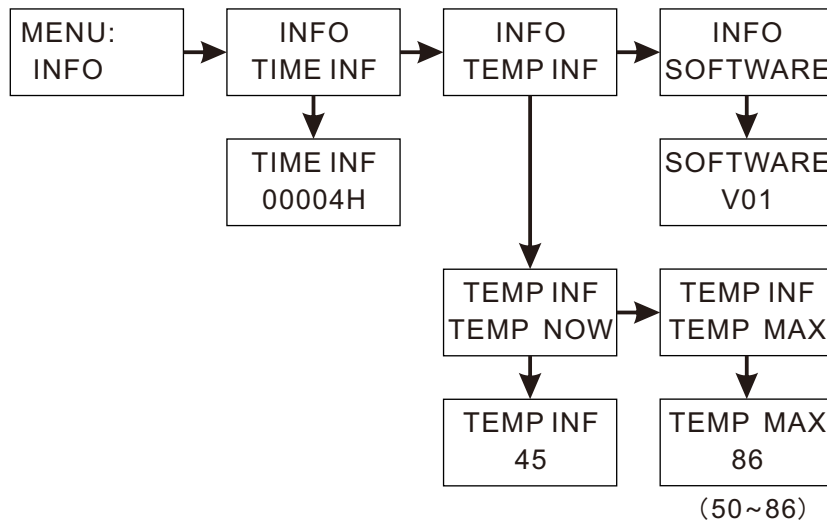 MENU:
INFO
INFO
TIME INF
INFO
TEMP INF
INFO
SOFTWARE
TIME INF
00004H
SOFTWARE
V01
TEMP INF
TEMP NOW
TEMP INF
TEMP MAX
TEMP INF
45
TEMP MAX
86
(50~86)